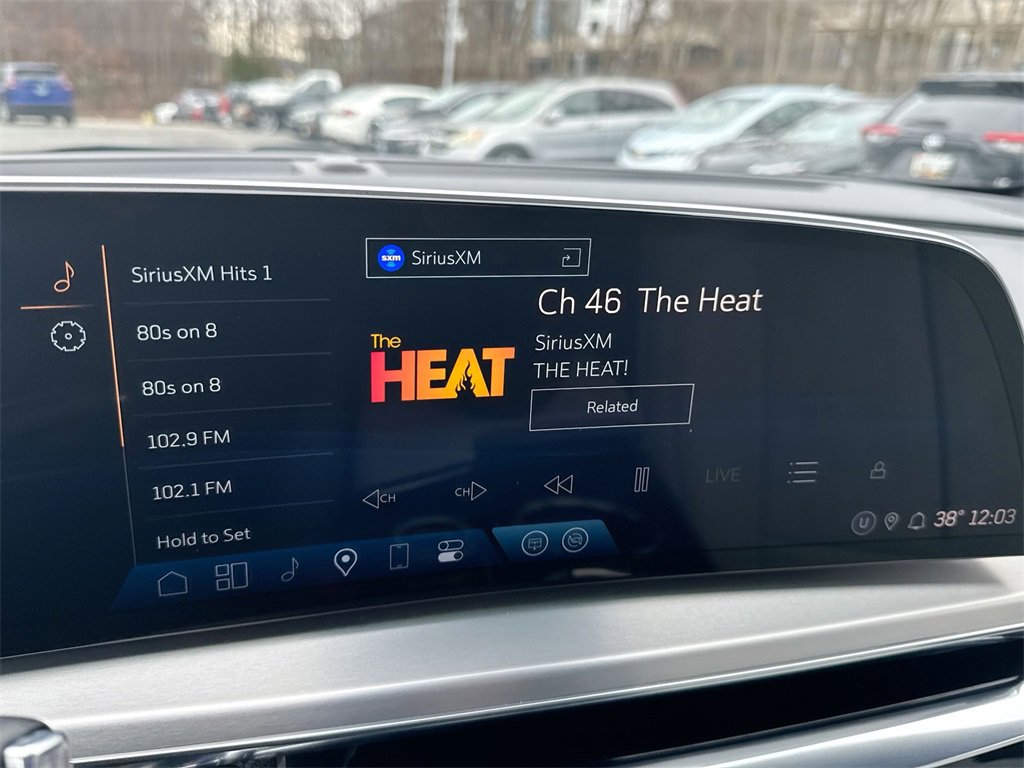 SiriusXM Hits 1
80s on 8
80s on 8
102.9 FM
102.1 FM
Hold to Set
sxm SiriusXM
Ch 46 The Heat
The
HEAT
SiriusXM
THE HEAT!
Related
CH
CH
LIVE
U 38° 12:03